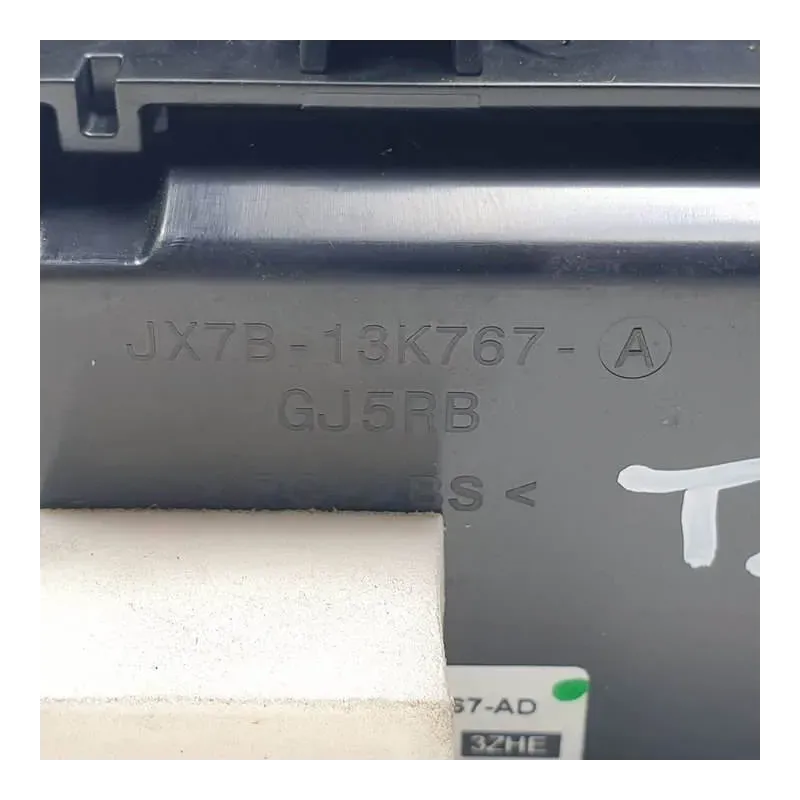 JX7B-13K767-A
GJ5RB
BS<
67-AD
3ZHE